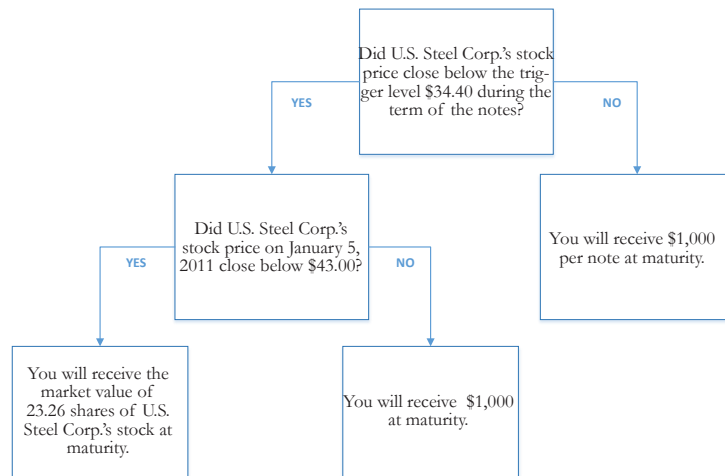 Did U.S. Steel Corp.'s stock
price close below the trig-
ger level $34.40 during the
term of the notes?
YES
NO
Did U.S. Steel Corp.'s
stock price on January 5,
2011 close below $43.00?
You will receive $1,000
per note at maturity.
YES
NO
You will receive the
market value of
23.26 shares of U.S.
Steel Corp.'s stock at
maturity.
You will receive  $1,000
at maturity.